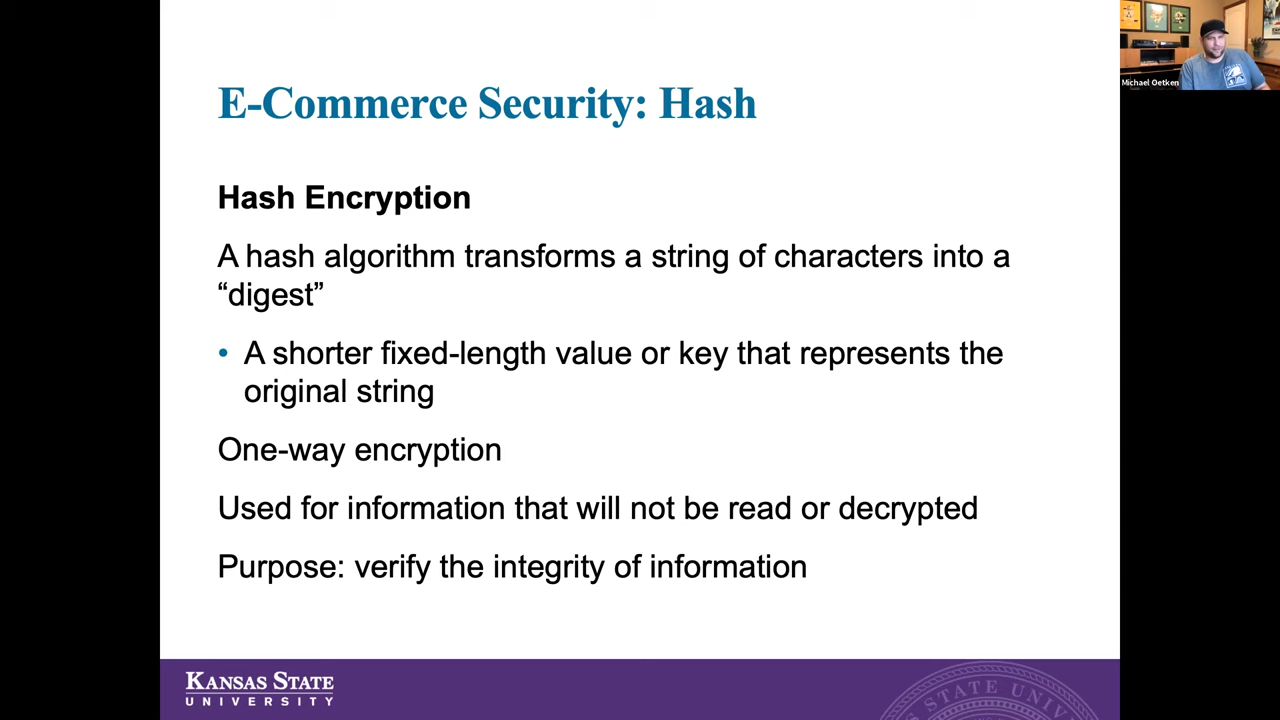 E-Commerce Security: Hash
Michael Oetken
Hash Encryption
A hash algorithm transforms a string of characters into a
“digest”
• A shorter fixed-length value or key that represents the
original string
One-way encryption
Used for information that will not be read or decrypted
Purpose: verify the integrity of information
KANSAS STATE
UNIVERSITY
STATE UNIV